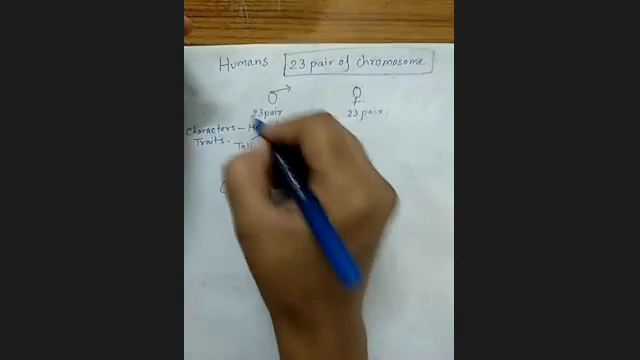 Humans 23 pair of chromosome
23 pair 23 pair.
Characters - H
Traits. Tall